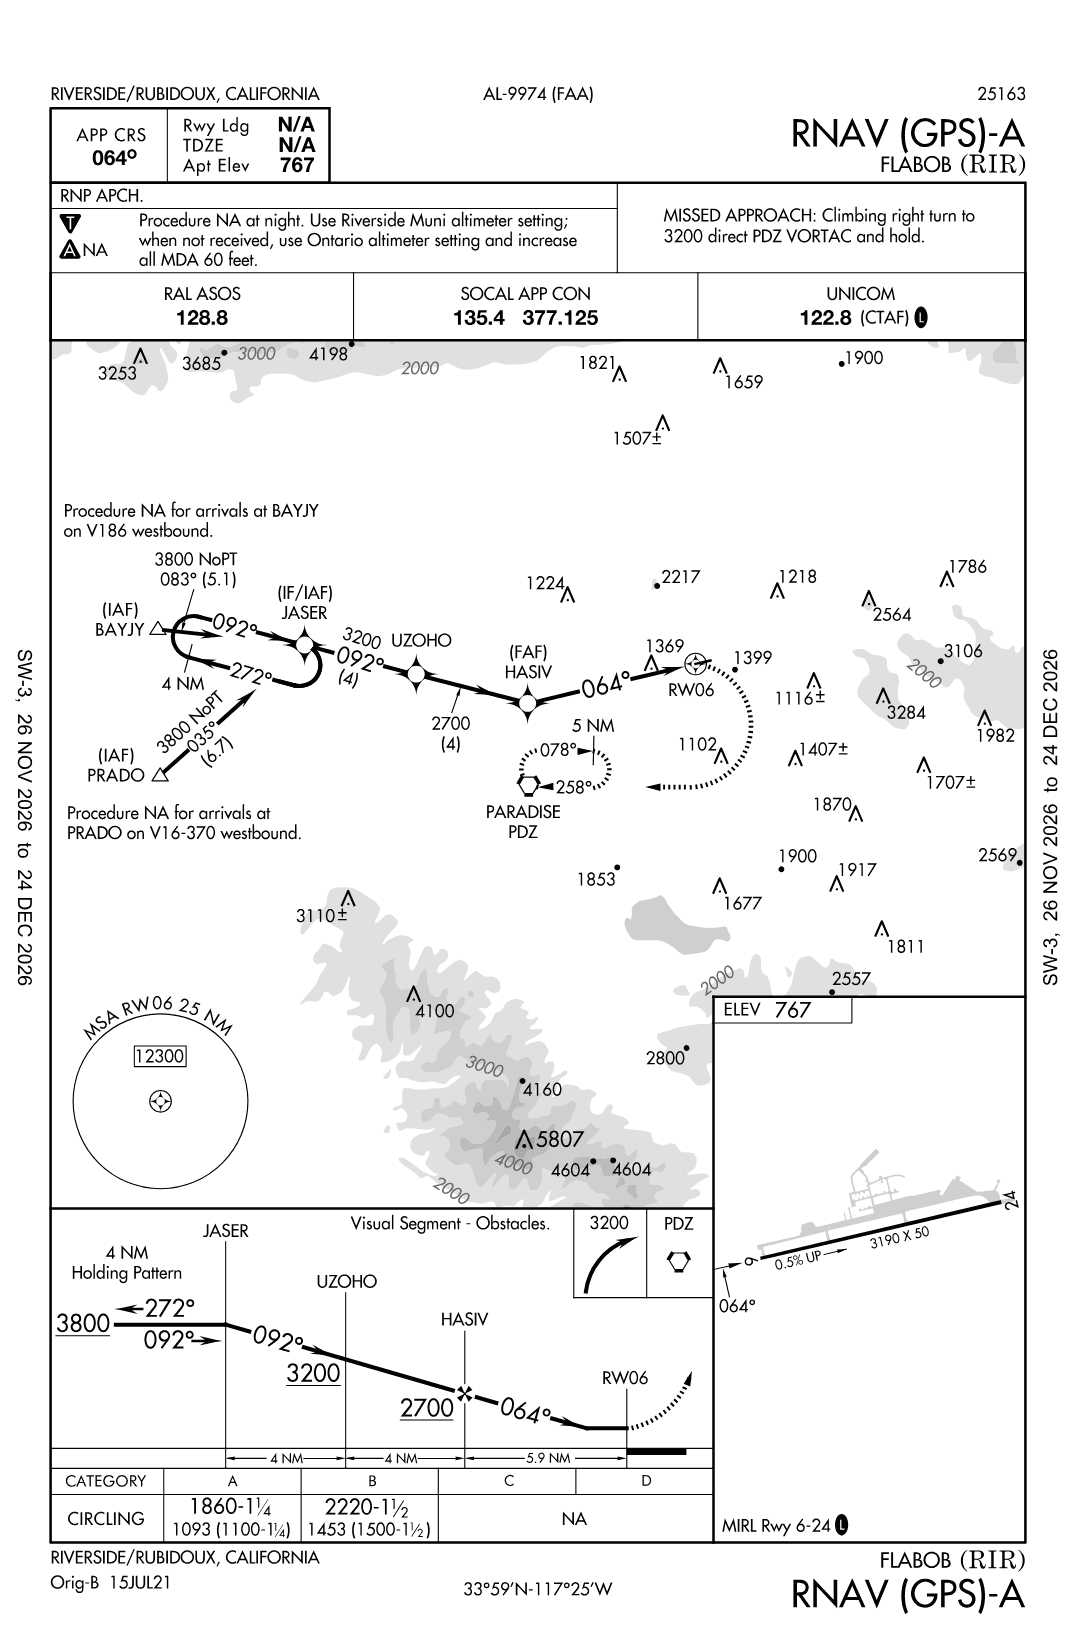 RIVERSIDE/RUBIDOUX, CALIFORNIA
AL-9974 (FAA)
25163
APP CRS
064°
Rwy Ldg N/A
TDZE N/A
Apt Elev 767
RNAV (GPS)-A
FLABOB (RIR)
RNP APCH.
T
A NA
Procedure NA at night. Use Riverside Muni altimeter setting;
when not received, use Ontario altimeter setting and increase
all MDA 60 feet.
MISSED APPROACH: Climbing right turn to
3200 direct PDZ VORTAC and hold.
RAL ASOS
128.8
SOCAL APP CON
135.4 377.125
UNICOM
122.8 (CTAF) L
3253
3685
3000
4198
2000
1821
1659
1900
1507±
Procedure NA for arrivals at BAYJY
on V186 westbound.
3800 NoPT
083° (5.1)
(IAF)
BAYJY
092°
(IF/IAF)
JASER
3200
092°
(4)
UZOHO
272°
4 NM
2700
(4)
(FAF)
HASIV
064°
1369
RW06
1399
1224
2217
1218
2564
1786
3106
2000
3284
1982
1116±
1102
1407±
1707±
1870
3800 NoPT
035°
(6.7)
(IAF)
PRADO
Procedure NA for arrivals at
PRADO on V16-370 westbound.
5 NM
078°
258°
PARADISE
PDZ
1853
1900
1917
2569
1677
1811
3110±
4100
3000
4160
5807
4000
4604
4604
2000
2000
2557
2800
MSA RW06 25 NM
12300
ELEV 767
24
6
0.5% UP
3190 X 50
064°
MIRL Rwy 6-24 L
JASER
Visual Segment - Obstacles.
3200
PDZ
4 NM
Holding Pattern
UZOHO
HASIV
RW06
3800
272°
092°
092°
3200
2700
064°
4 NM
4 NM
5.9 NM
CATEGORY A B C D
CIRCLING
1860-1¼
1093 (1100-1¼)
2220-1½
1453 (1500-1½)
NA
RIVERSIDE/RUBIDOUX, CALIFORNIA
Orig-B 15JUL21
33°59'N-117°25'W
FLABOB (RIR)
RNAV (GPS)-A
SW-3, 26 NOV 2026 to 24 DEC 2026
SW-3, 26 NOV 2026 to 24 DEC 2026